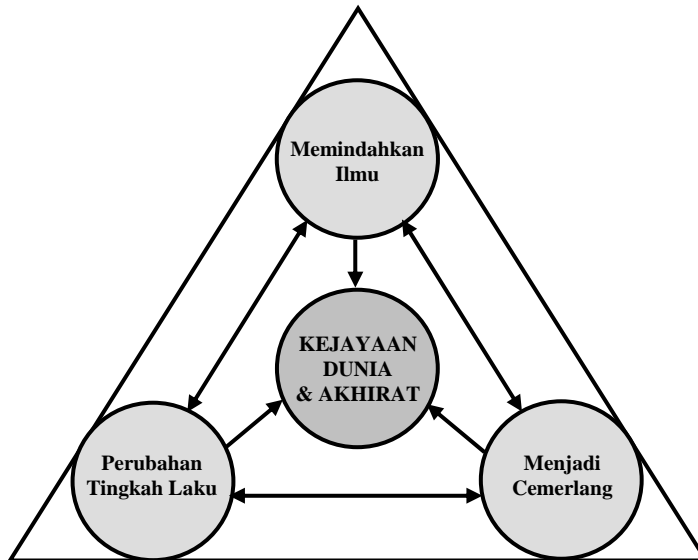 Memindahkan
Ilmu
KEJAYAAN
DUNIA
& AKHIRAT
Perubahan
Tingkah Laku
Menjadi
Cemerlang